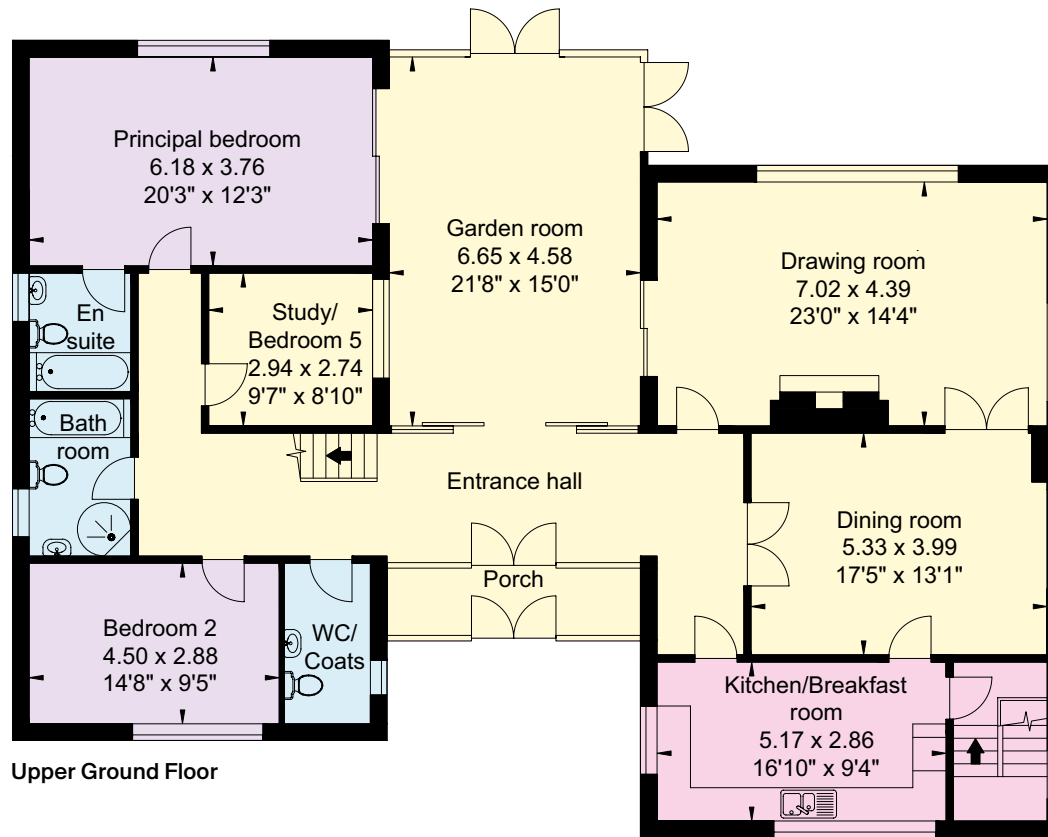 Principal bedroom
6.18 x 3.76
20'3" x 12'3"
Garden room
6.65 x 4.58
21'8" x 15'0"
Drawing room
7.02 x 4.39
23'0" x 14'4"
En
suite
Study/
Bedroom 5
2.94 x 2.74
9'7" x 8'10"
Bath
room
Entrance hall
Dining room
5.33 x 3.99
17'5" x 13'1"
Porch
Bedroom 2
4.50 x 2.88
14'8" x 9'5"
WC/
Coats
Kitchen/Breakfast
room
5.17 x 2.86
16'10" x 9'4"
Upper Ground Floor